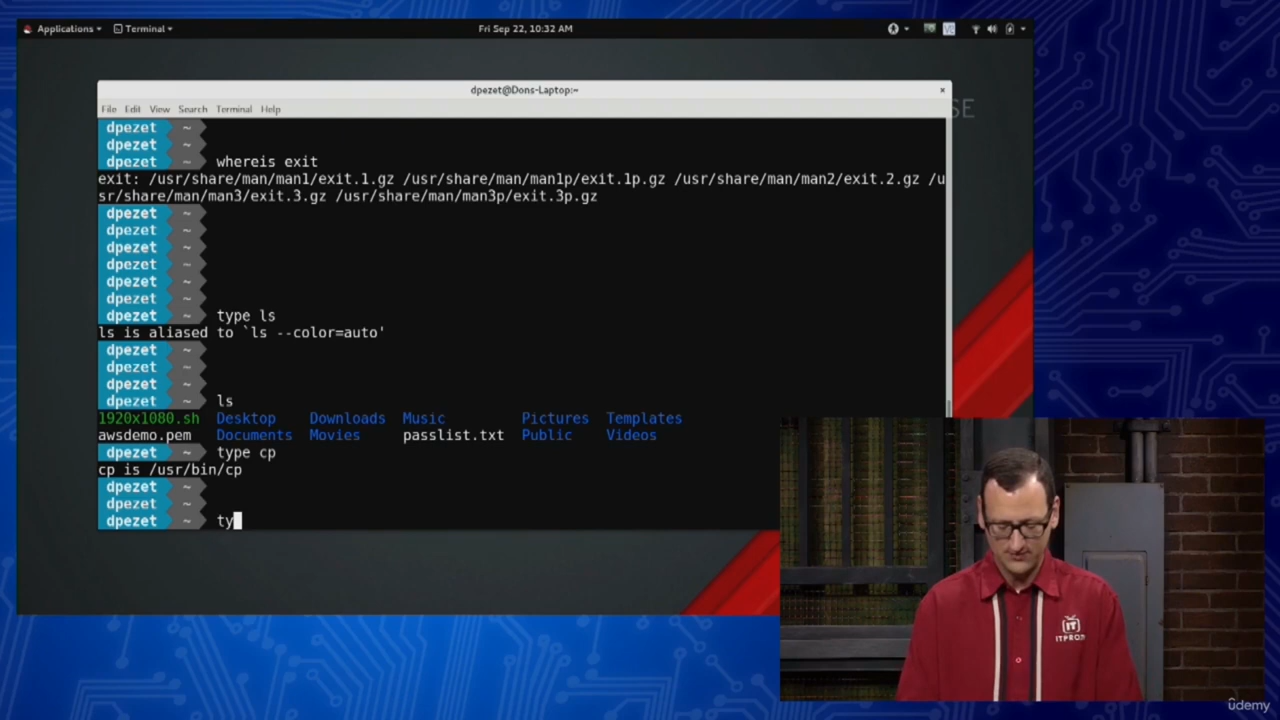 Applications Terminal Fri Sep 22, 10:32 AM
dpezet@Dons-Laptop:~ ×
SE
File Edit View Search Terminal Help
dpezet ~
dpezet ~
dpezet ~ whereis exit
exit: /usr/share/man/man1/exit.1.gz /usr/share/man/man1p/exit.1p.gz /usr/share/man/man2/exit.2.gz /u
sr/share/man/man3/exit.3.gz /usr/share/man/man3p/exit.3p.gz
dpezet ~
dpezet ~
dpezet ~
dpezet ~
dpezet ~
dpezet ~
dpezet ~ type ls
ls is aliased to `ls --color=auto'
dpezet ~
dpezet ~
dpezet ~
dpezet ~ ls
1920x1080.sh Desktop Downloads Music Pictures Templates
awsdemo.pem Documents Movies passlist.txt Public Videos
dpezet ~ type cp
cp is /usr/bin/cp
dpezet ~
dpezet ~
dpezet ~ ty
IT
ITPRO.TV
udemy